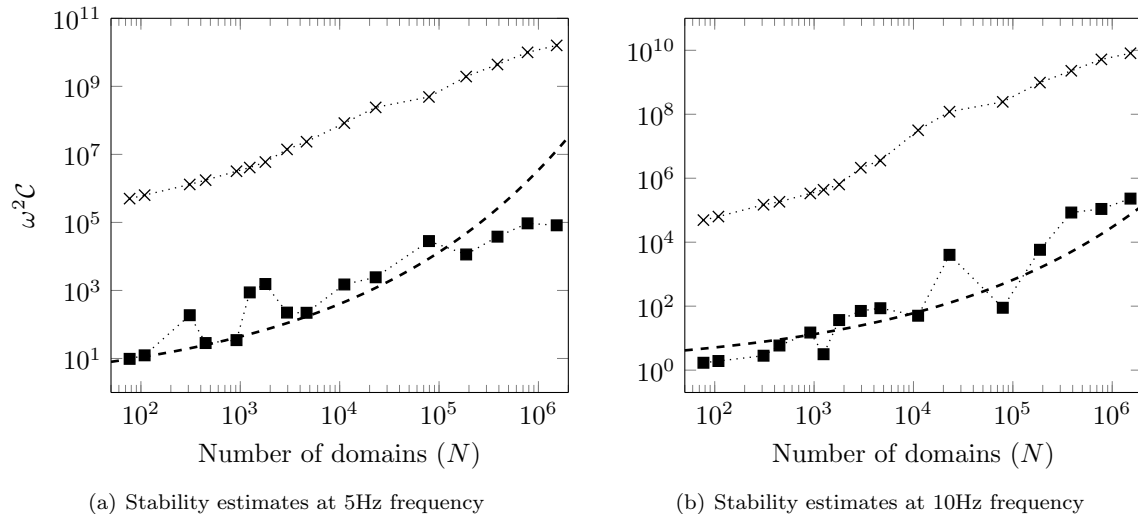 10^11
10^9
10^7
10^5
10^3
10^1
ω^2 C
10^2 10^3 10^4 10^5 10^6
Number of domains (N)
(a) Stability estimates at 5Hz frequency
10^10
10^8
10^6
10^4
10^2
10^0
10^2 10^3 10^4 10^5 10^6
Number of domains (N)
(b) Stability estimates at 10Hz frequency